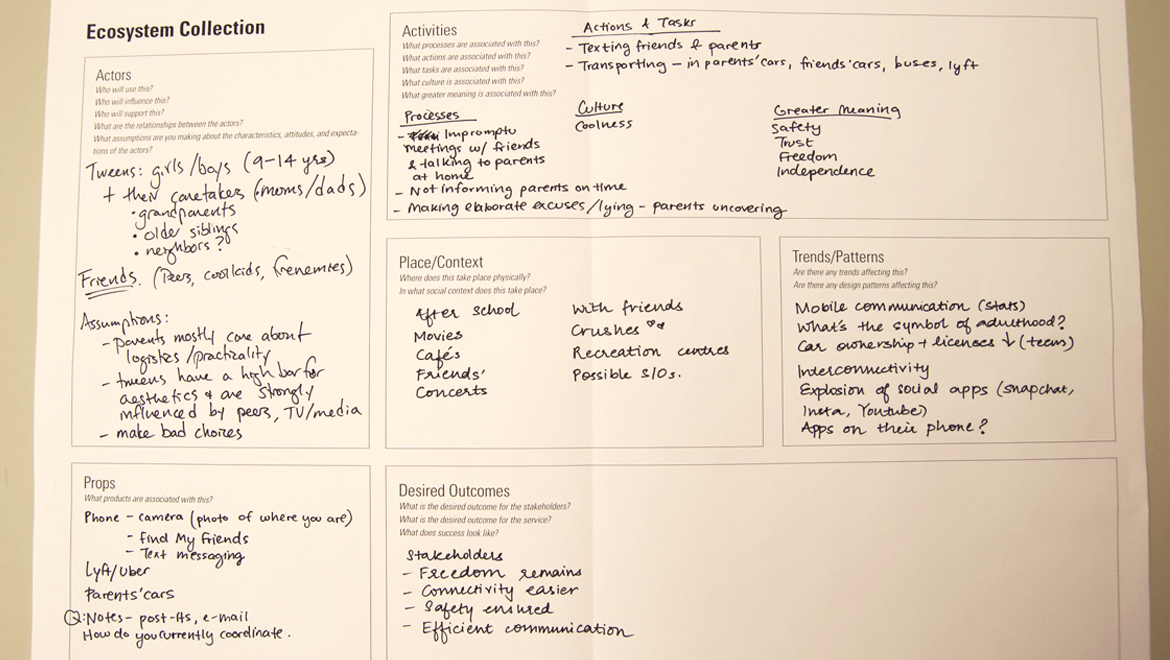 Ecosystem Collection
Actors
Who will use this?
Who will influence this?
Who will support this?
What are the relationships between the actors?
What assumptions are you making about the characteristics, attitudes, and expecta-
tions of the actors?
Tweens: girls/boys (9-14 yrs)
+ their caretakes (moms/dads)
• grandparents
• older siblings
• neighbors?
Friends. (Peers, cool kids, frenemies)
Assumptions:
- parents mostly care about
logistics/practicality
- tweens have a high bar for
aesthetics & are strongly
influenced by peers, TV/media
- make bad choices
Activities
What processes are associated with this?
What actions are associated with this?
What tasks are associated with this?
What culture is associated with this?
What greater meaning is associated with this?
Actions & Tasks
- Texting friends & parents
- Transporting - in parents' cars, friends' cars, buses, lyft
Processes
- Impromptu
meetings w/ friends
& talking to parents
at home
- Not informing parents on time
- Making elaborate excuses/lying - parents uncovering
Culture
Coolness
Greater Meaning
Safety
Trust
Freedom
Independence
Place/Context
Where does this take place physically?
In what social context does this take place?
After school
Movies
Cafés
Friends'
Concerts
With friends
Crushes
Recreation centres
Possible S/Os.
Trends/Patterns
Are there any trends affecting this?
Are there any design patterns affecting this?
Mobile communication (stats)
What's the symbol of adulthood?
Car ownership + licences ↓ (teens)
Interconnectivity
Explosion of social apps (snapchat,
Insta, Youtube)
Apps on their phone?
Props
What products are associated with this?
Phone - camera (photo of where you are)
- Find My Friends
- Text messaging
Lyft/Uber
Parents' cars
Q: Notes - post-its, e-mail
How do you currently coordinate.
Desired Outcomes
What is the desired outcome for the stakeholders?
What is the desired outcome for the service?
What does success look like?
Stakeholders
- Freedom remains
- Connectivity easier
- Safety ensured
- Efficient communication